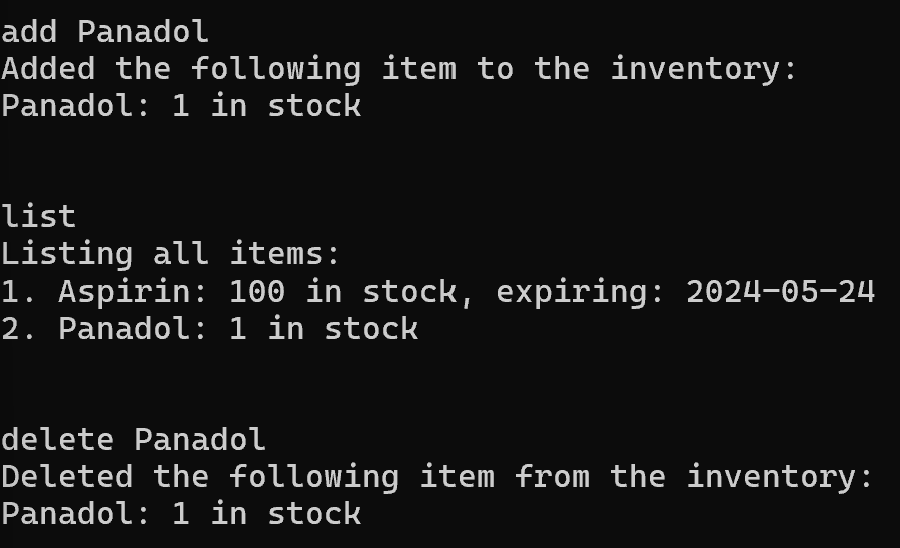 add Panadol
Added the following item to the inventory:
Panadol: 1 in stock
list
Listing all items:
1. Aspirin: 100 in stock, expiring: 2024-05-24
2. Panadol: 1 in stock
delete Panadol
Deleted the following item from the inventory:
Panadol: 1 in stock